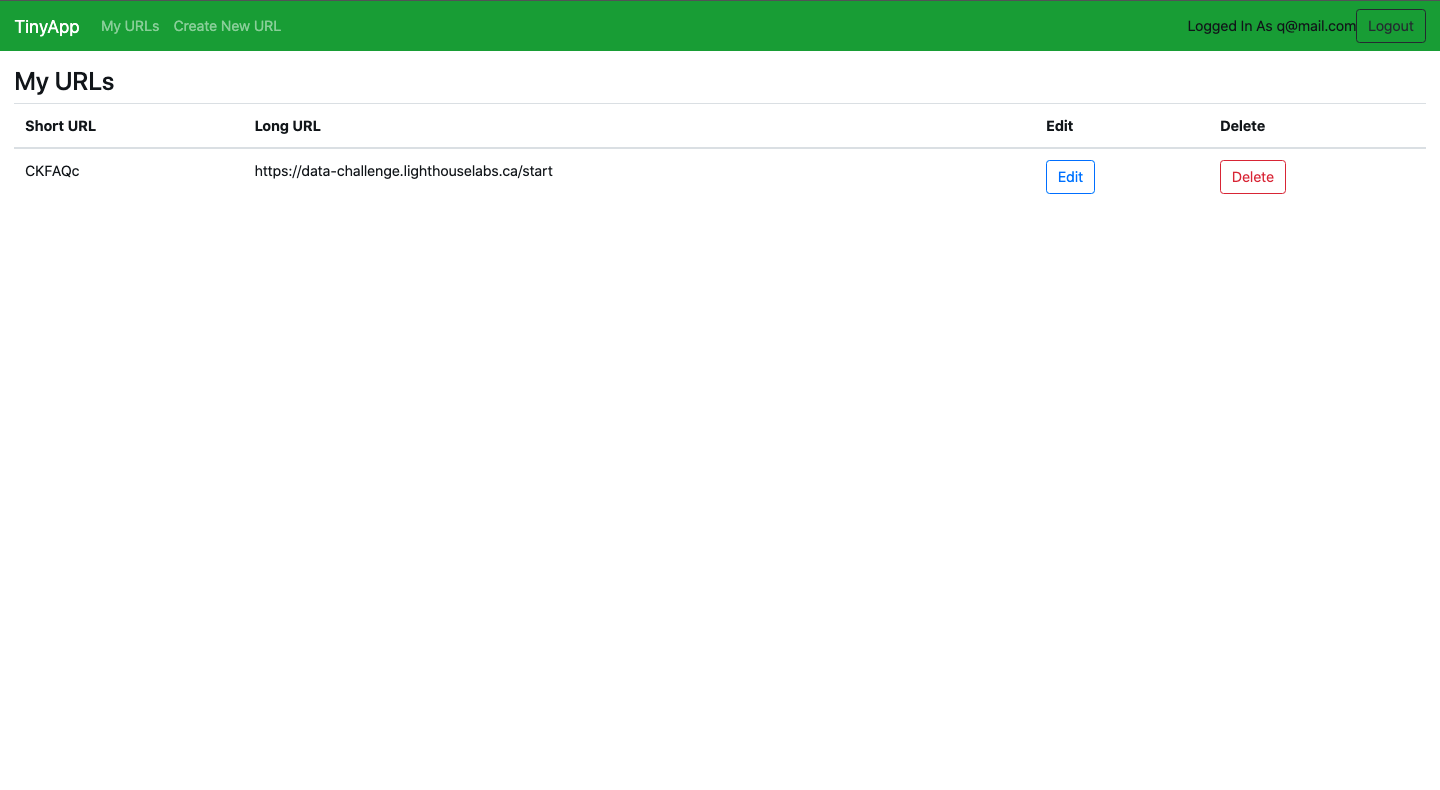 TinyApp My URLs Create New URL Logged In As q@mail.com Logout
My URLs
Short URL Long URL Edit Delete
CKFAQc https://data-challenge.lighthouselabs.ca/start Edit Delete